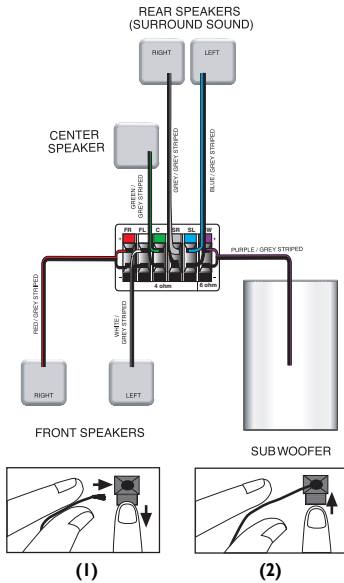 REAR SPEAKERS
(SURROUND SOUND)
RIGHT
LEFT
CENTER
SPEAKER
GREEN /
GREY STRIPED
GREY / GREY STRIPED
BLUE / GREY STRIPED
FR FL C SR SL
+ +
PURPLE / GREY STRIPED
- -
4 ohm 6 ohm
RED / GREY STRIPED
WHITE /
GREY STRIPED
RIGHT
LEFT
FRONT SPEAKERS
SUBWOOFER
(1)
(2)